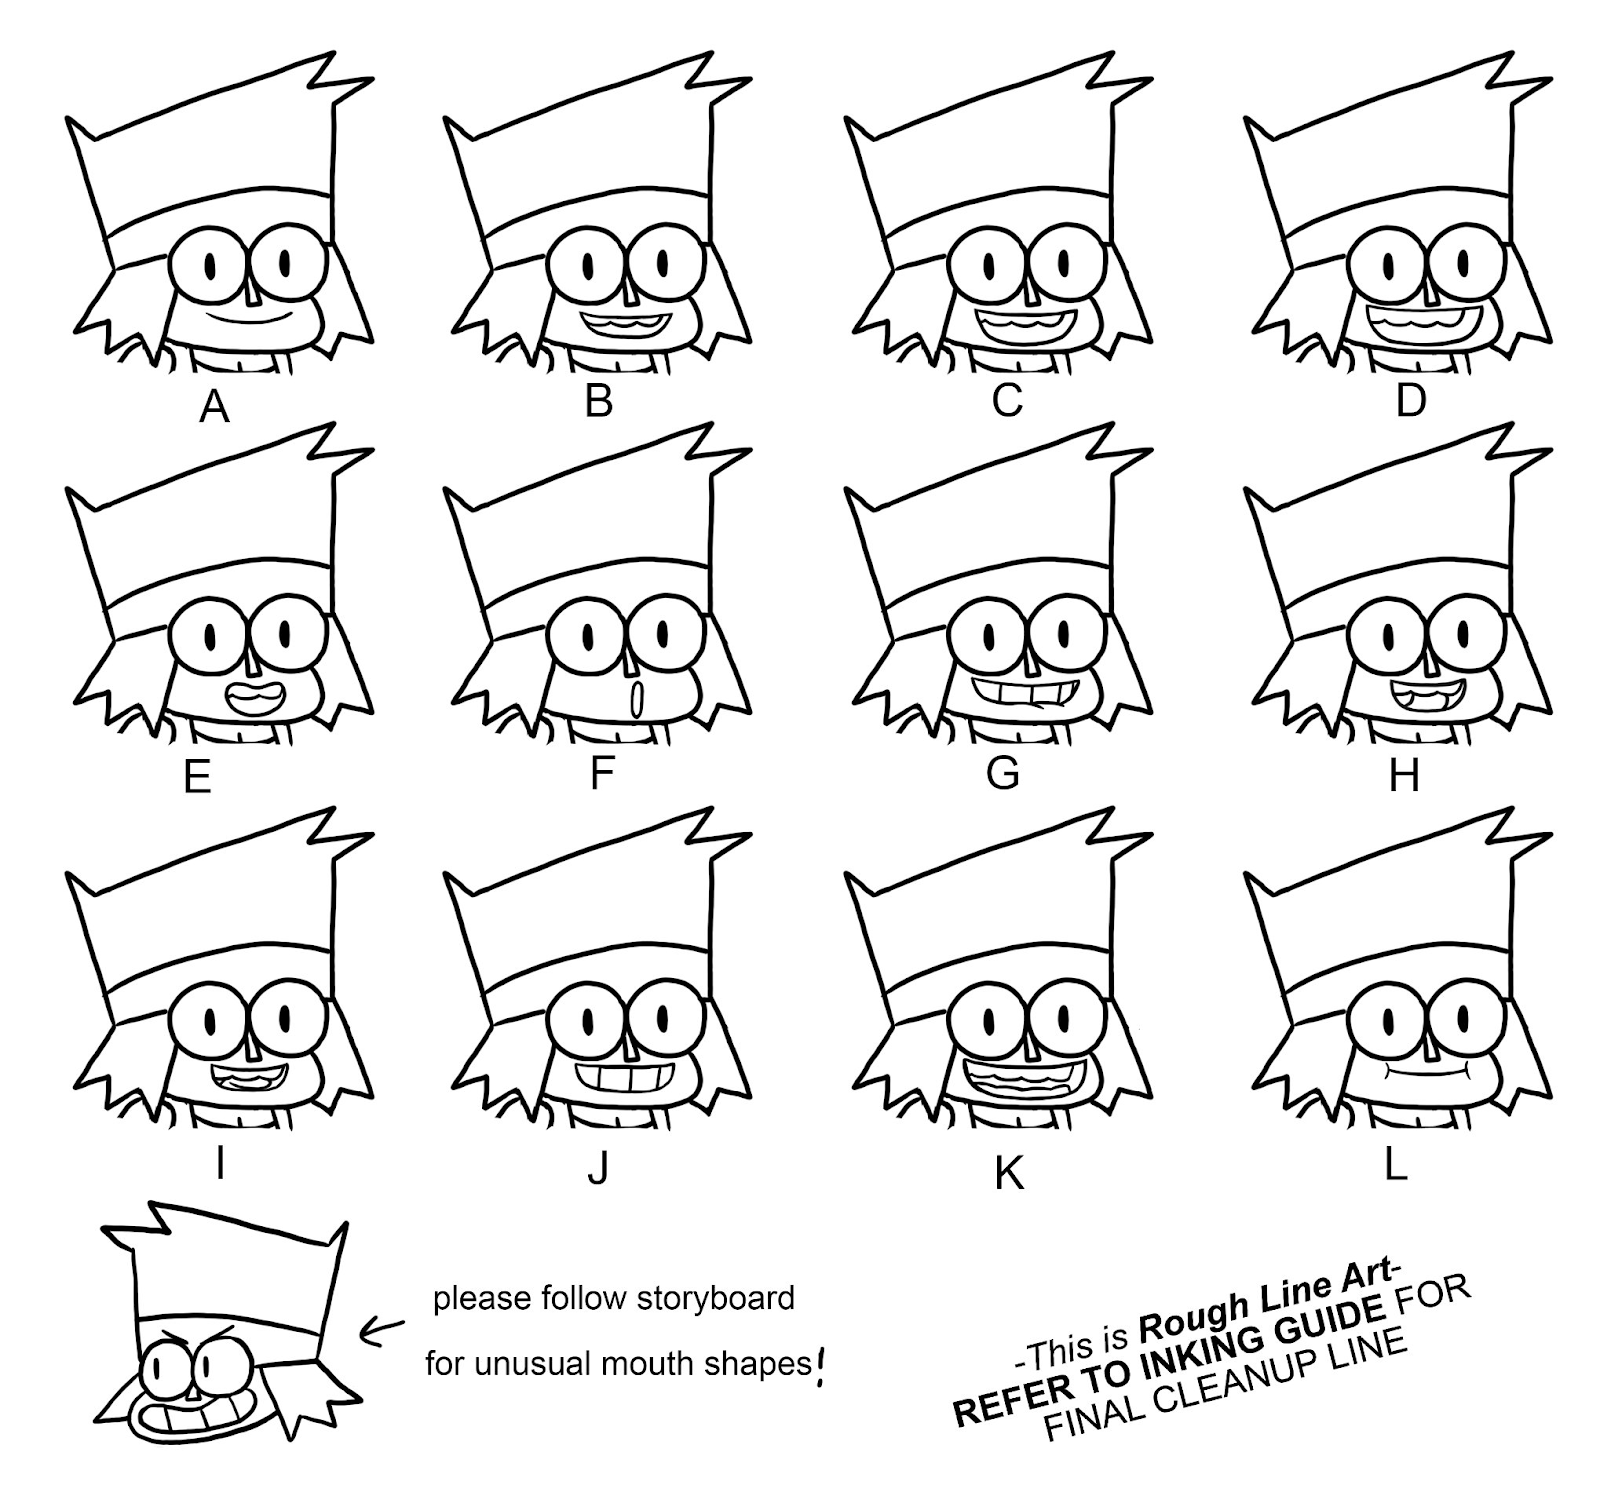 A
B
C
D
E
F
G
H
I
J
K
L
please follow storyboard
for unusual mouth shapes!
-This is Rough Line Art-
REFER TO INKING GUIDE FOR
FINAL CLEANUP LINE